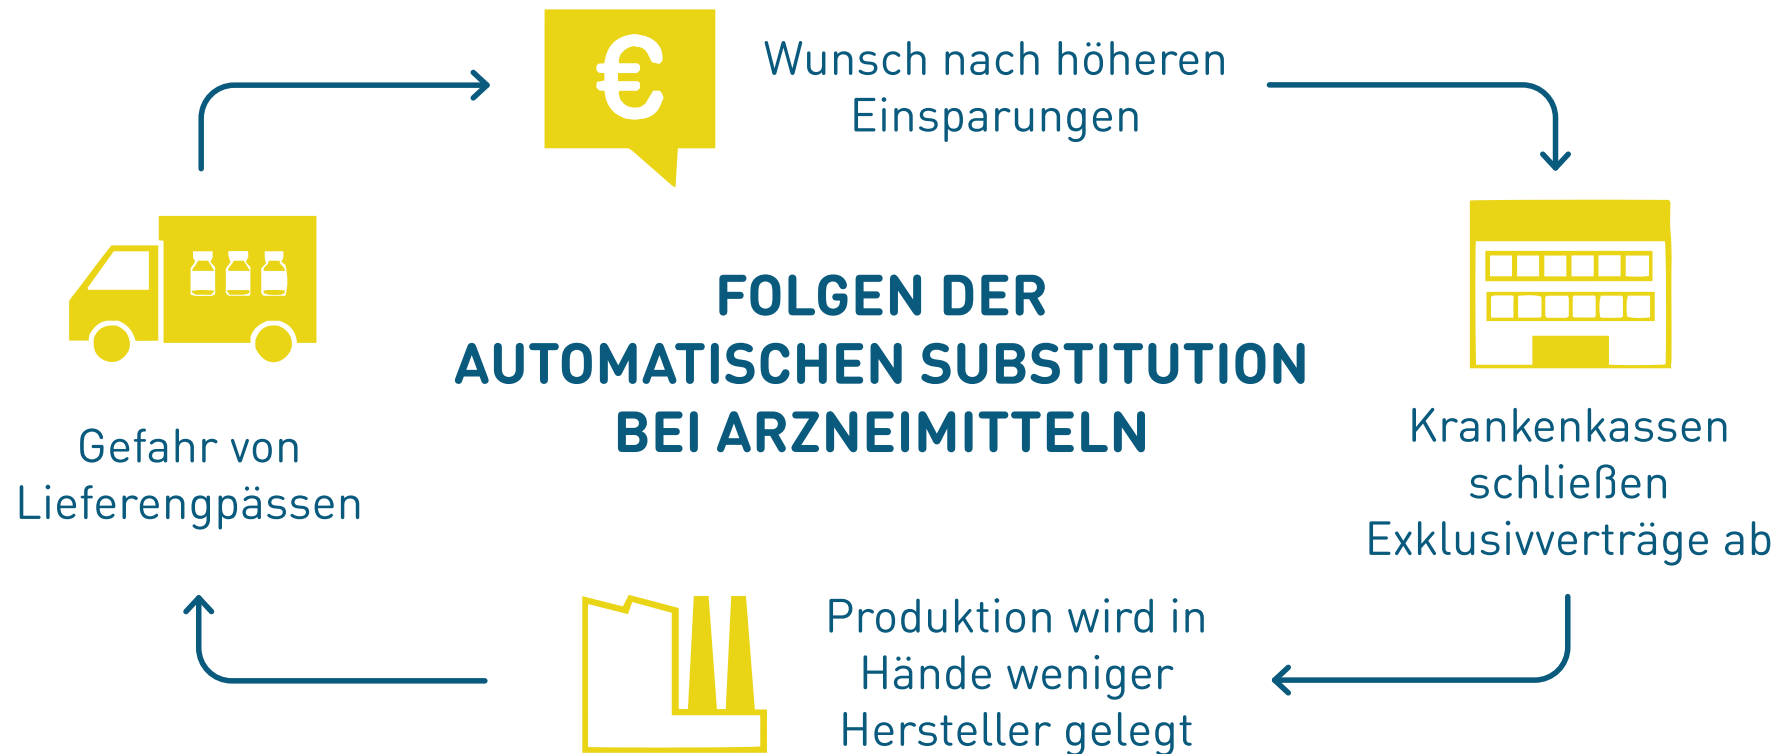 €
Wunsch nach höheren
Einsparungen
FOLGEN DER
AUTOMATISCHEN SUBSTITUTION
BEI ARZNEIMITTELN
Krankenkassen
schließen
Exklusivverträge ab
Produktion wird in
Hände weniger
Hersteller gelegt
Gefahr von
Lieferengpässen